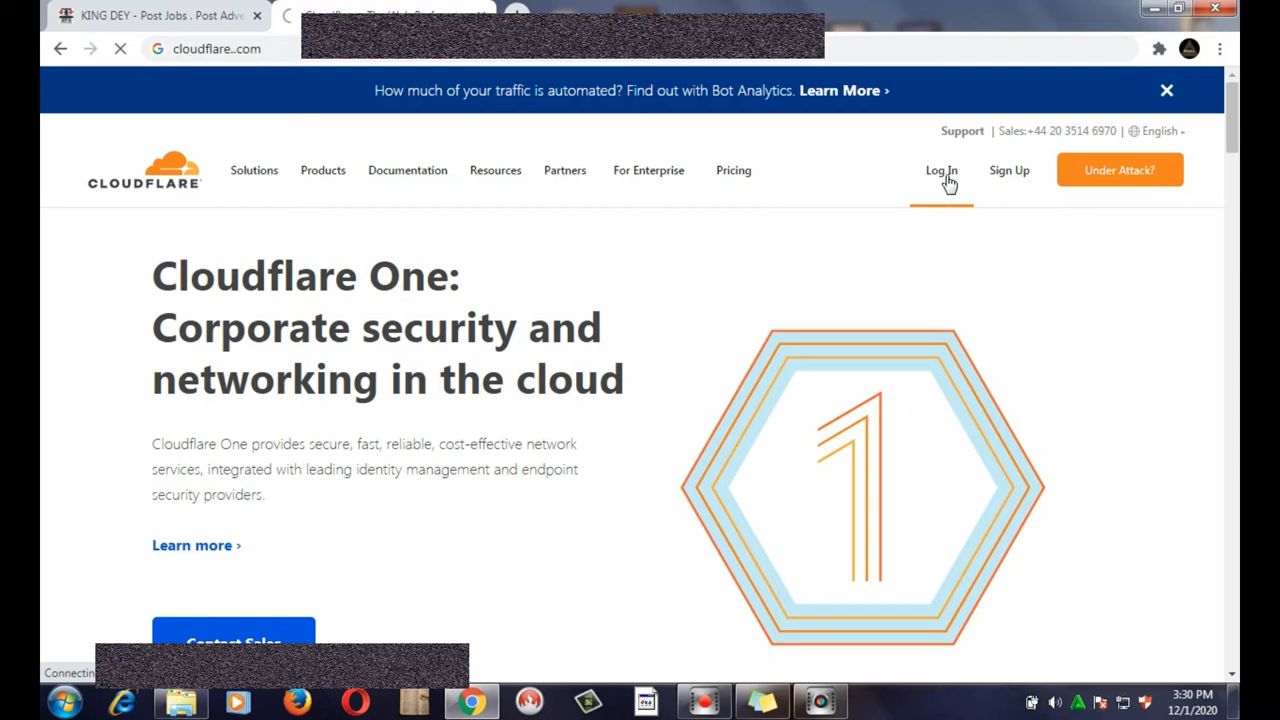 KING DEY - Post Jobs . Post Adve
cloudflare..com
How much of your traffic is automated? Find out with Bot Analytics. Learn More ›
Support | Sales:+44 20 3514 6970 | English
CLOUDFLARE
Solutions Products Documentation Resources Partners For Enterprise Pricing Log In Sign Up Under Attack?
Cloudflare One:
Corporate security and
networking in the cloud
Cloudflare One provides secure, fast, reliable, cost-effective network
services, integrated with leading identity management and endpoint
security providers.
Learn more ›
1
Contact Sales
Connectin
3:30 PM
12/1/2020